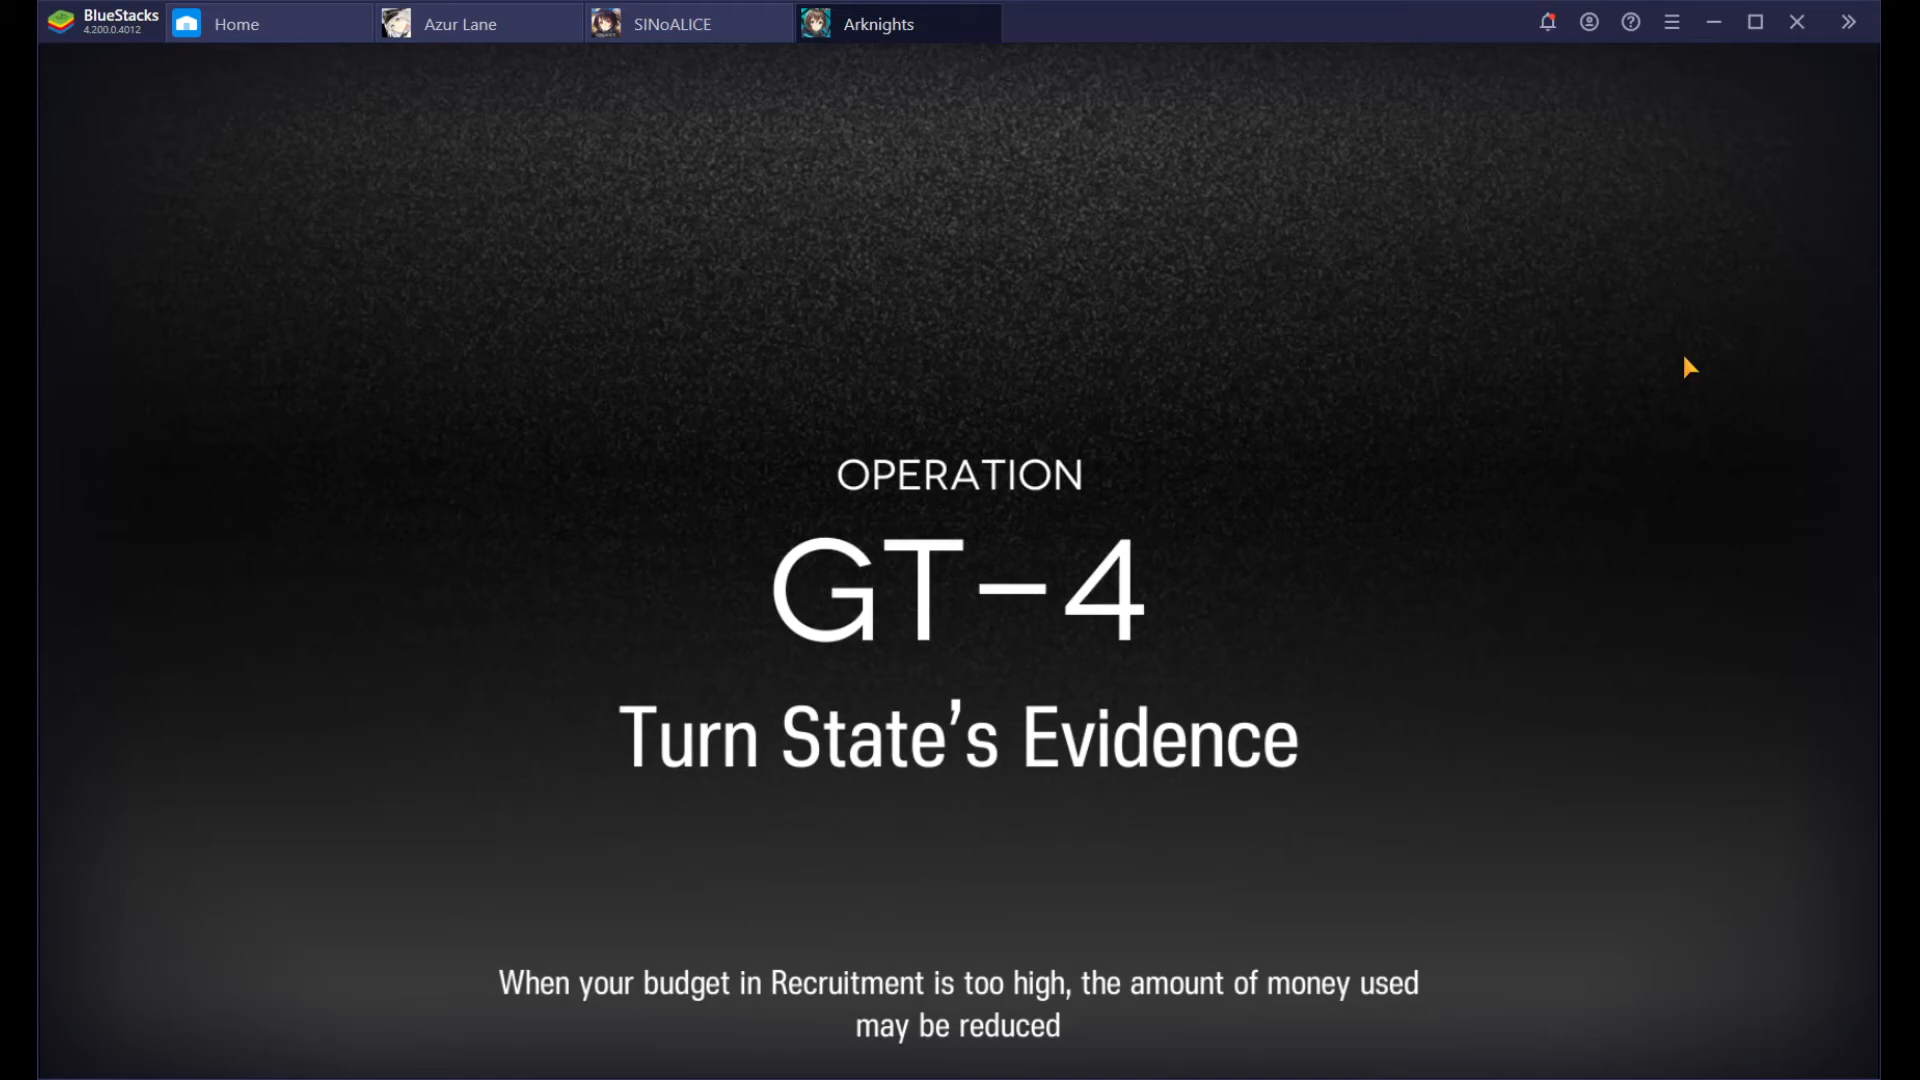 BlueStacks
4.200.0.4012
Home
Azur Lane
SINoALICE
Arknights
OPERATION
GT-4
Turn State's Evidence
When your budget in Recruitment is too high, the amount of money used
may be reduced